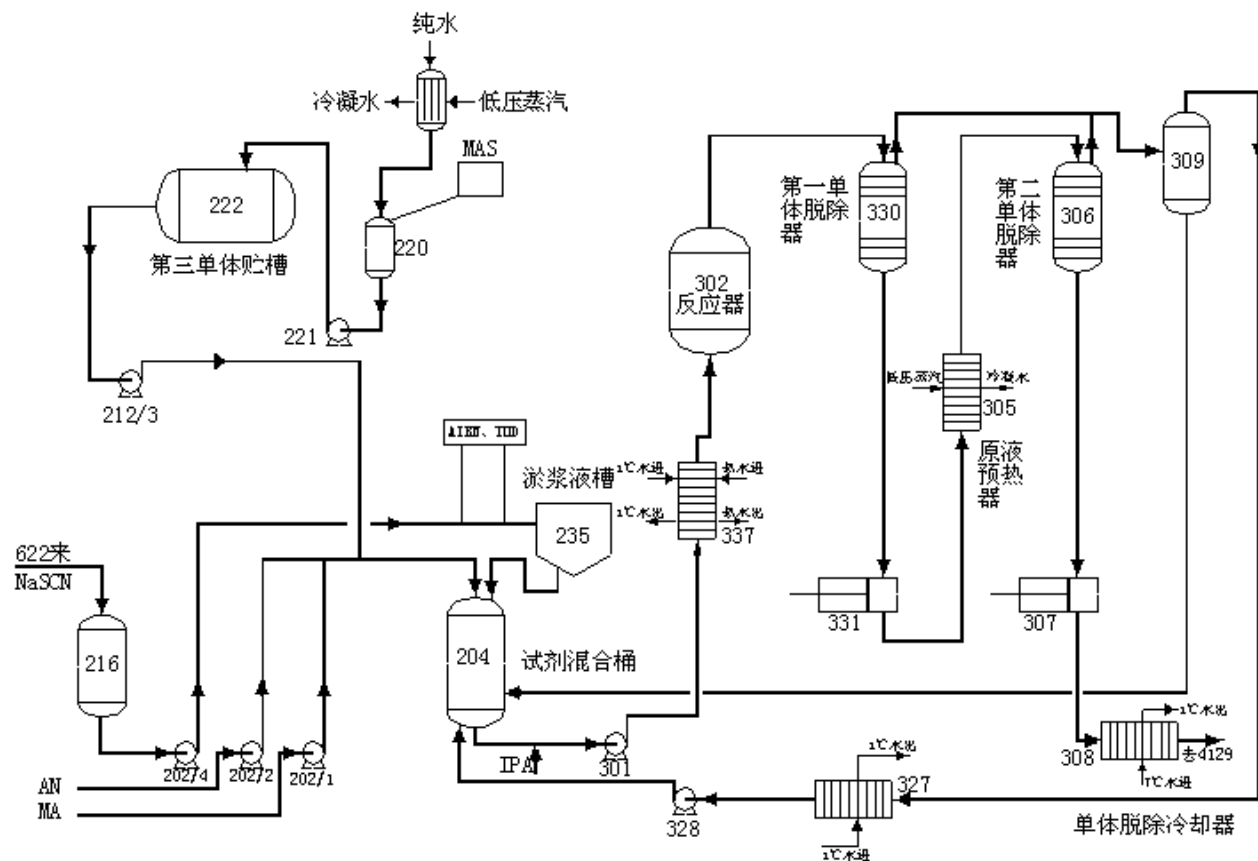 纯水
冷凝水
低压蒸汽
MAS
222
220
第三单体贮槽
221
212/3
309
第一单
体脱除
器
330
第二
单体
脱除
器
306
302
反应器
低压蒸汽
冷凝水
305
原液
预热
器
淤浆液槽
235
1℃水进
热水进
1℃水出
热水出
337
622来
NaSCN
216
204
试剂混合桶
331
307
202/4
202/2
202/1
AN
MA
IPA
301
328
327
1℃水出
1℃水进
308
1℃水出
去4129
单体脱除冷却器